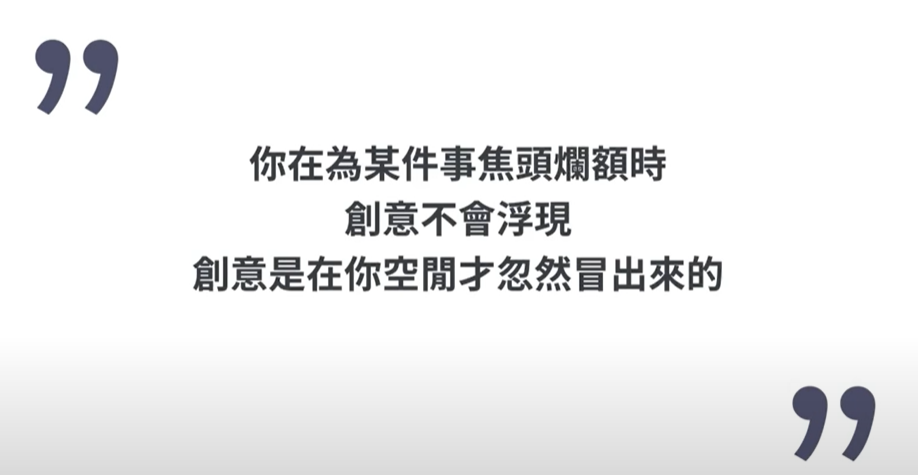 你在為某件事焦頭爛額時
創意不會浮現
創意是在你空閒才忽然冒出來的